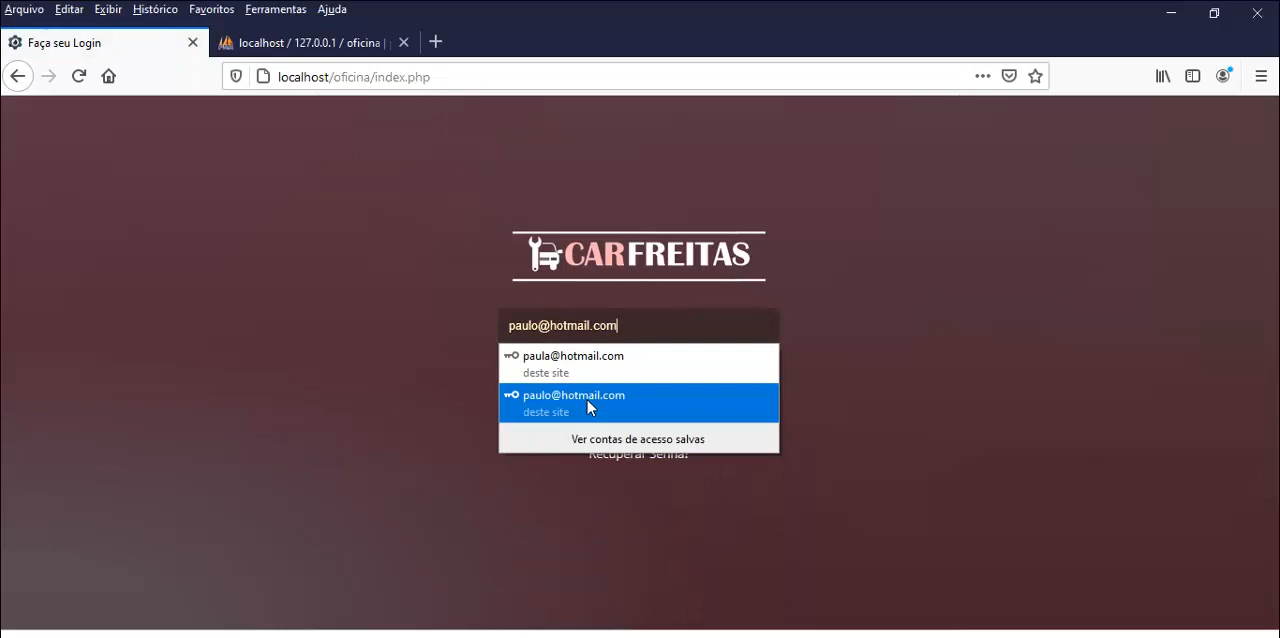 Arquivo Editar Exibir Histórico Favoritos Ferramentas Ajuda
Faça seu Login
localhost / 127.0.0.1 / oficina |
localhost/oficina/index.php
CARFREITAS
paulo@hotmail.com
paula@hotmail.com
deste site
paulo@hotmail.com
deste site
Ver contas de acesso salvas
Recuperar Senha!